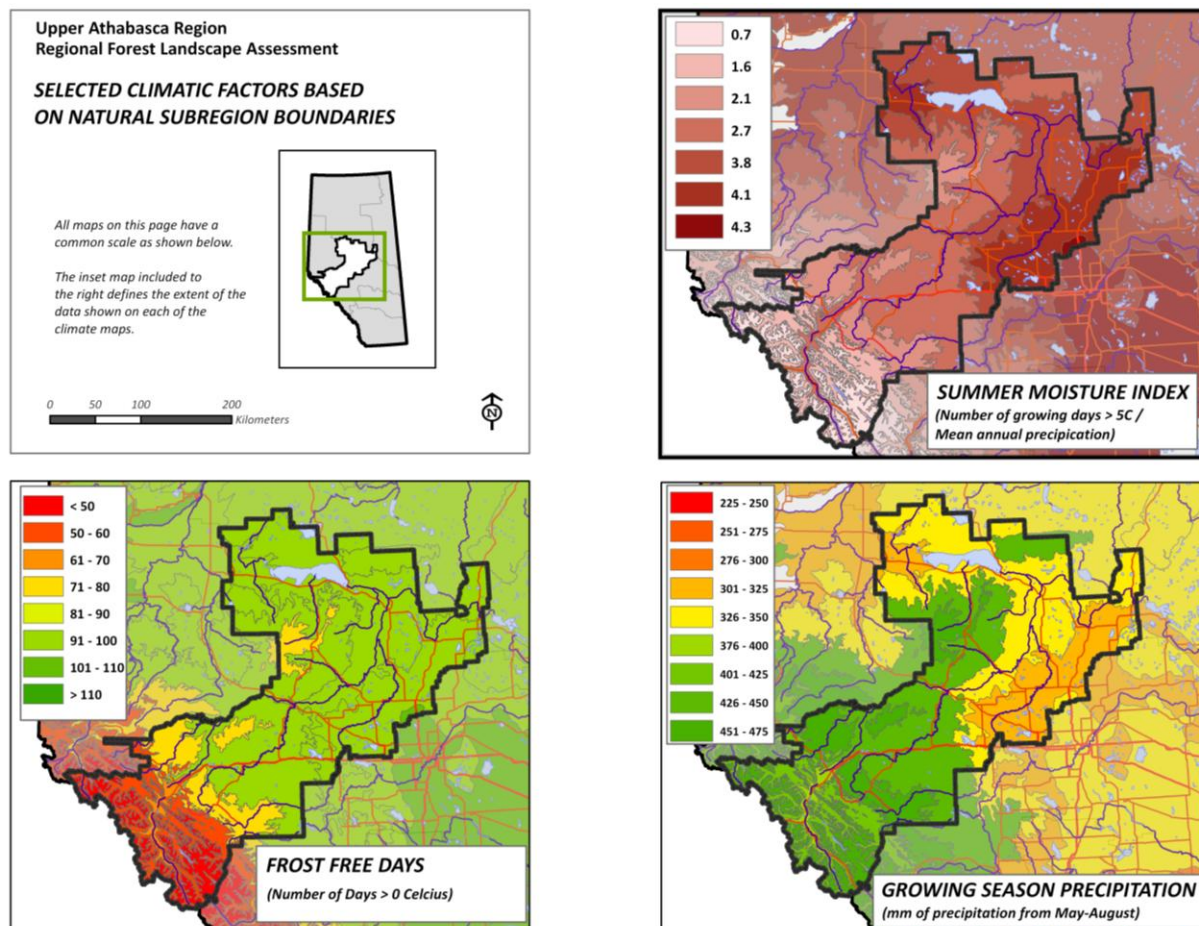 Upper Athabasca Region
Regional Forest Landscape Assessment
SELECTED CLIMATIC FACTORS BASED
ON NATURAL SUBREGION BOUNDARIES
All maps on this page have a
common scale as shown below.
The inset map included to
the right defines the extent of the
data shown on each of the
climate maps.
0 50 100 200
Kilometers
N
0.7
1.6
2.1
2.7
3.8
4.1
4.3
SUMMER MOISTURE INDEX
(Number of growing days > 5C /
Mean annual precipication)
< 50
50 - 60
61 - 70
71 - 80
81 - 90
91 - 100
101 - 110
> 110
FROST FREE DAYS
(Number of Days > 0 Celcius)
225 - 250
251 - 275
276 - 300
301 - 325
326 - 350
376 - 400
401 - 425
426 - 450
451 - 475
GROWING SEASON PRECIPITATION
(mm of precipitation from May-August)